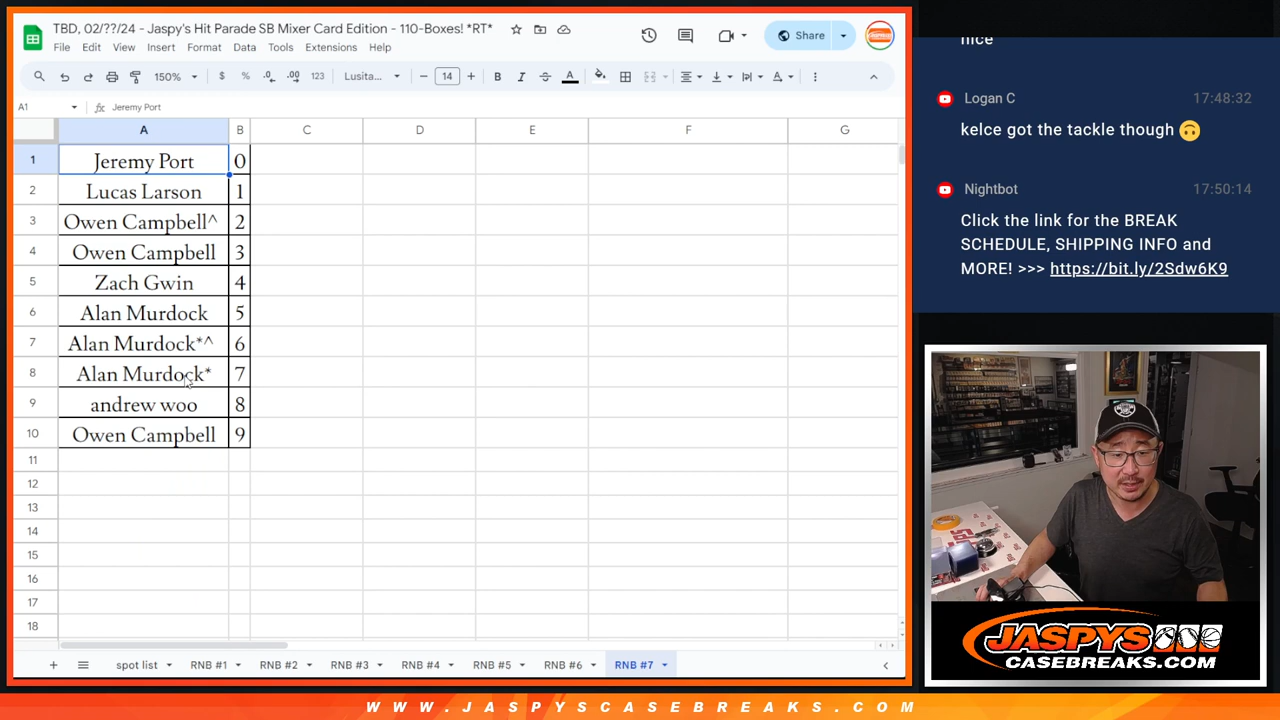 TBD, 02/??/24 - Jaspy's Hit Parade SB Mixer Card Edition - 110-Boxes! *RT*
File Edit View Insert Format Data Tools Extensions Help
Share
150% $ % .0 .00 123 Lusita... 14 B I A
A1 fx Jeremy Port
A B C D E F G
1 Jeremy Port 0
2 Lucas Larson 1
3 Owen Campbell^ 2
4 Owen Campbell 3
5 Zach Gwin 4
6 Alan Murdock 5
7 Alan Murdock*^ 6
8 Alan Murdock* 7
9 andrew woo 8
10 Owen Campbell 9
11
12
13
14
15
16
17
18
spot list RNB #1 RNB #2 RNB #3 RNB #4 RNB #5 RNB #6 RNB #7
nice
Logan C 17:48:32
kelce got the tackle though 🙃
Nightbot 17:50:14
Click the link for the BREAK
SCHEDULE, SHIPPING INFO and
MORE! >>> https://bit.ly/2Sdw6K9
JASPYS
CASEBREAKS.COM
WWW.JASPYSCASEBREAKS.COM